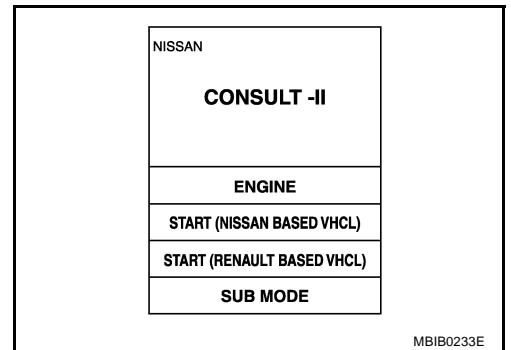 NISSAN
CONSULT -II
ENGINE
START (NISSAN BASED VHCL)
START (RENAULT BASED VHCL)
SUB MODE
MBIB0233E